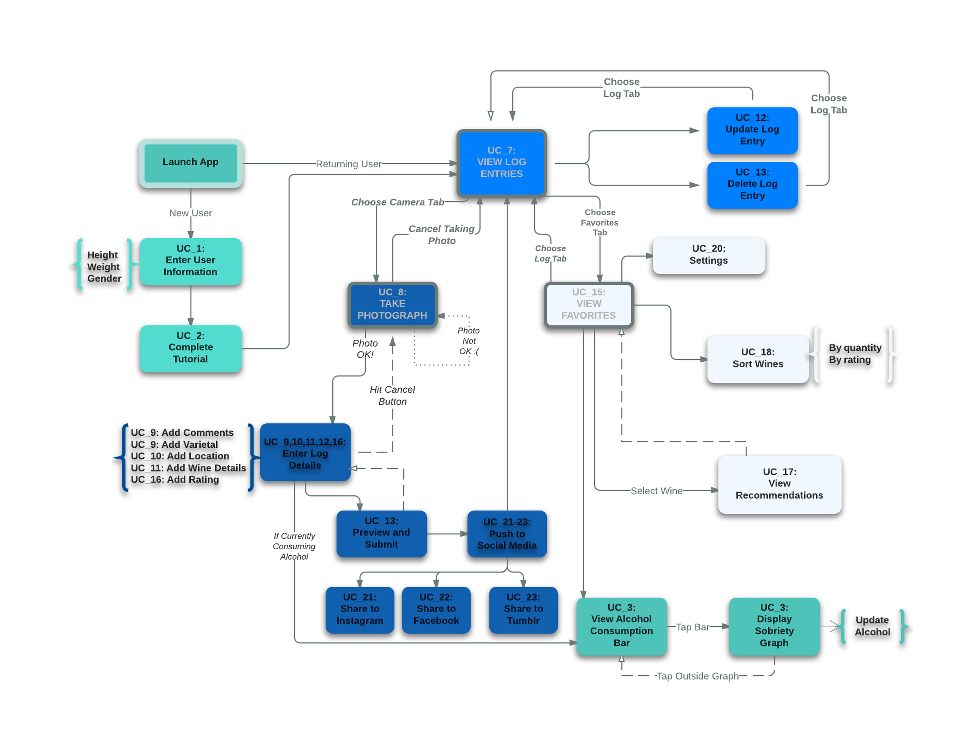 Choose
Log Tab
Choose
Log Tab
UC_12:
Update Log
Entry
UC_7:
VIEW LOG
ENTRIES
Launch App
Returning User
UC_13:
Delete Log
Entry
Choose Camera Tab
New User
Choose
Favorites
Tab
Cancel Taking
Photo
UC_1:
Enter User
Information
Height
Weight
Gender
Choose
Log Tab
UC_20:
Settings
UC_8:
TAKE
PHOTOGRAPH
UC_15:
VIEW
FAVORITES
UC_2:
Complete
Tutorial
Photo
OK!
Photo
Not
OK :(
UC_18:
Sort Wines
By quantity
By rating
Hit Cancel
Button
UC_9: Add Comments
UC_9: Add Varietal
UC_10: Add Location
UC_11: Add Wine Details
UC_16: Add Rating
UC_9,10,11,12,16:
Enter Log
Details
UC_17:
View
Recommendations
Select Wine
UC_13:
Preview and
Submit
UC_21-23:
Push to
Social Media
If Currently
Consuming
Alcohol
UC_21:
Share to
Instagram
UC_22:
Share to
Facebook
UC_23:
Share to
Tumblr
UC_3:
View Alcohol
Consumption
Bar
Tap Bar
UC_3:
Display
Sobriety
Graph
Update
Alcohol
Tap Outside Graph